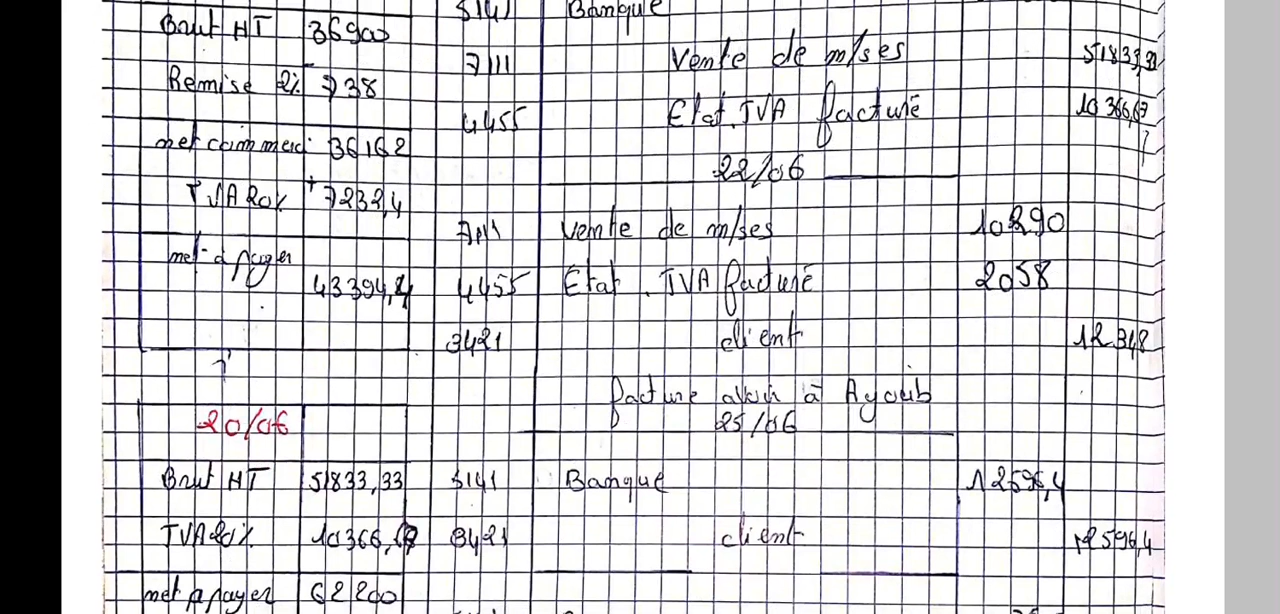 5141 Banque
Brut HT 36900
7111 Vente de m/ses 51833,33
Remise 2% 738
4455 Etat. TVA facturé 10366,67
net commerc 36162
22/06
TVA 20% + 7232,4
7111 Vente de m/ses 10290
net à payer
43394,4 4455 Etat. TVA facturé 2058
3421 client 12348
facture avoir à Ayoub
20/06 25/06
Brut HT 51833,33 5141 Banque 12596,4
TVA 20% 10366,67 3421 client 12596,4
net à payer 62200